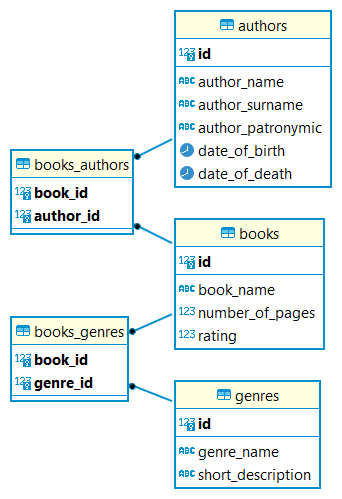 authors
id
author_name
author_surname
author_patronymic
date_of_birth
date_of_death
books_authors
book_id
author_id
books
id
book_name
number_of_pages
rating
books_genres
book_id
genre_id
genres
id
genre_name
short_description